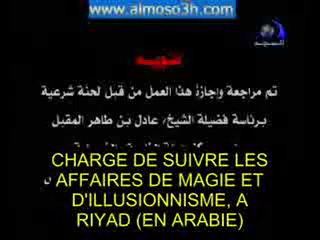 www.almoso3h.com
المجد
تنويه
تم مراجعة وإجازة هذا العمل من قبل لجنة شرعية
برئاسة فضيلة الشيخ/ عادل بن طاهر المقبل
CHARGE DE SUIVRE LES
AFFAIRES DE MAGIE ET
D'ILLUSIONNISME, A
RIYAD (EN ARABIE)